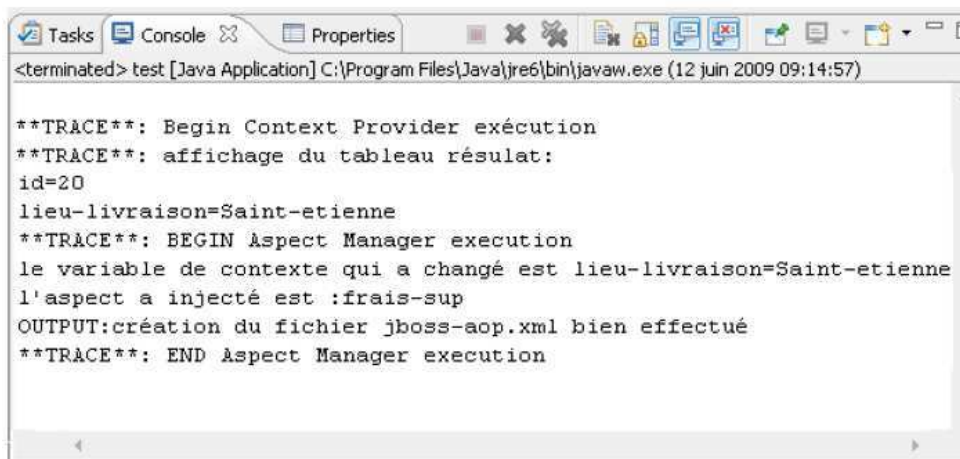 Tasks Console Properties
<terminated> test [Java Application] C:\Program Files\Java\jre6\bin\javaw.exe (12 juin 2009 09:14:57)
**TRACE**: Begin Context Provider exécution
**TRACE**: affichage du tableau résulat:
id=20
lieu-livraison=Saint-etienne
**TRACE**: BEGIN Aspect Manager execution
le variable de contexte qui a changé est lieu-livraison=Saint-etienne
l'aspect a injecté est :frais-sup
OUTPUT:création du fichier jboss-aop.xml bien effectué
**TRACE**: END Aspect Manager execution